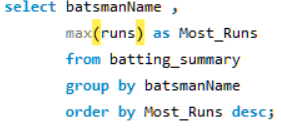 select batsmanName ,
max(runs) as Most_Runs
from batting_summary
group by batsmanName
order by Most_Runs desc;